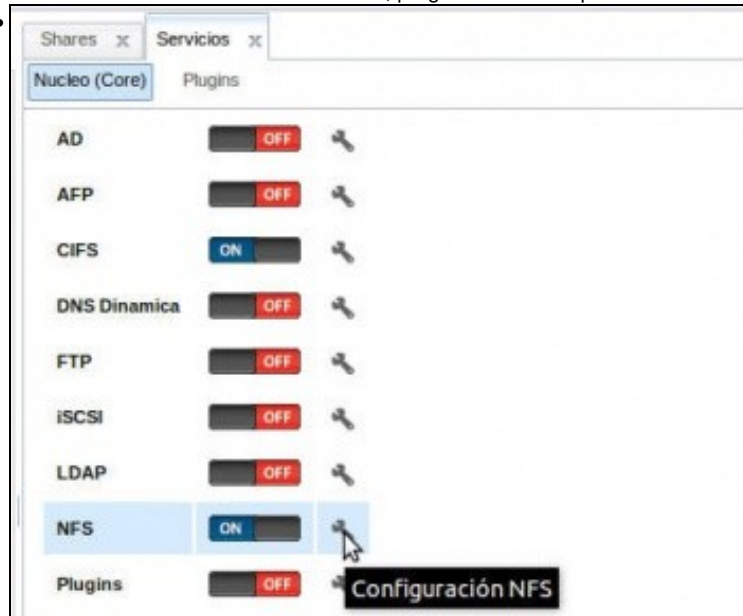 Shares x Servicios x
Nucleo (Core) Plugins
AD OFF
AFP OFF
CIFS ON
DNS Dinamica OFF
FTP OFF
iSCSI OFF
LDAP OFF
NFS ON
Plugins OFF
Configuración NFS